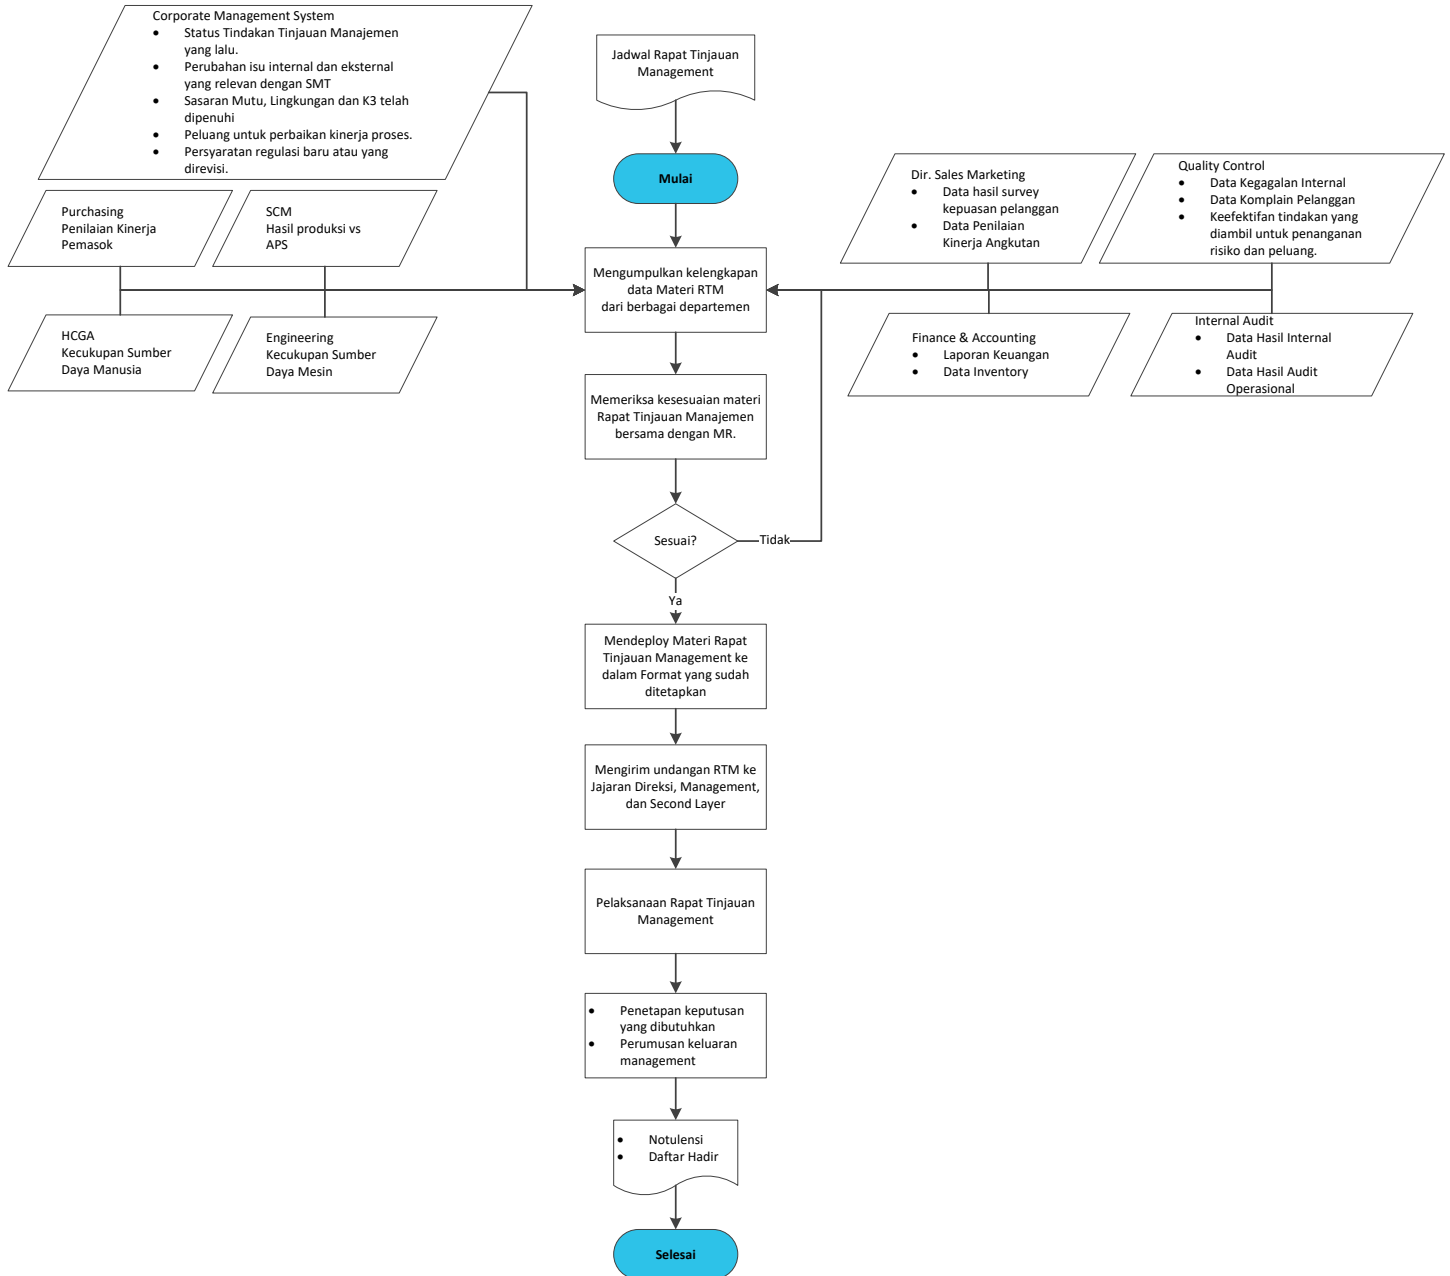 Corporate Management System
• Status Tindakan Tinjauan Manajemen
yang lalu.
• Perubahan isu internal dan eksternal
yang relevan dengan SMT
• Sasaran Mutu, Lingkungan dan K3 telah
dipenuhi
• Peluang untuk perbaikan kinerja proses.
• Persyaratan regulasi baru atau yang
direvisi.
Jadwal Rapat Tinjauan
Management
Mulai
Purchasing
Penilaian Kinerja
Pemasok
SCM
Hasil produksi vs
APS
Dir. Sales Marketing
• Data hasil survey
kepuasan pelanggan
• Data Penilaian
Kinerja Angkutan
Quality Control
• Data Kegagalan Internal
• Data Komplain Pelanggan
• Keefektifan tindakan yang
diambil untuk penanganan
risiko dan peluang.
Mengumpulkan kelengkapan
data Materi RTM
dari berbagai departemen
HCGA
Kecukupan Sumber
Daya Manusia
Engineering
Kecukupan Sumber
Daya Mesin
Finance & Accounting
• Laporan Keuangan
• Data Inventory
Internal Audit
• Data Hasil Internal
Audit
• Data Hasil Audit
Operasional
Memeriksa kesesuaian materi
Rapat Tinjauan Manajemen
bersama dengan MR.
Sesuai?
Tidak
Ya
Mendeploy Materi Rapat
Tinjauan Management ke
dalam Format yang sudah
ditetapkan
Mengirim undangan RTM ke
Jajaran Direksi, Management,
dan Second Layer
Pelaksanaan Rapat Tinjauan
Management
• Penetapan keputusan
yang dibutuhkan
• Perumusan keluaran
management
• Notulensi
• Daftar Hadir
Selesai